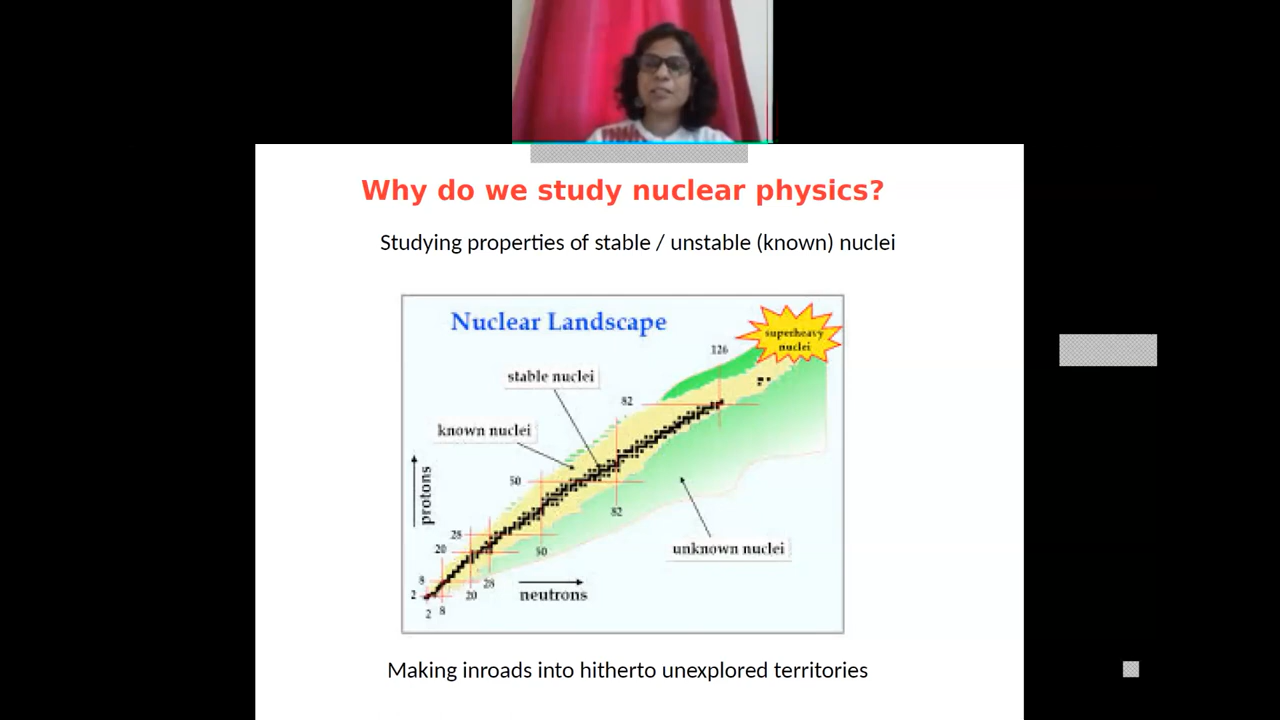 Why do we study nuclear physics?
Studying properties of stable / unstable (known) nuclei
Nuclear Landscape
superheavy
nuclei
126
stable nuclei
82
known nuclei
50
protons
82
28
unknown nuclei
20
50
8
28
2
20
neutrons
8
2
Making inroads into hitherto unexplored territories